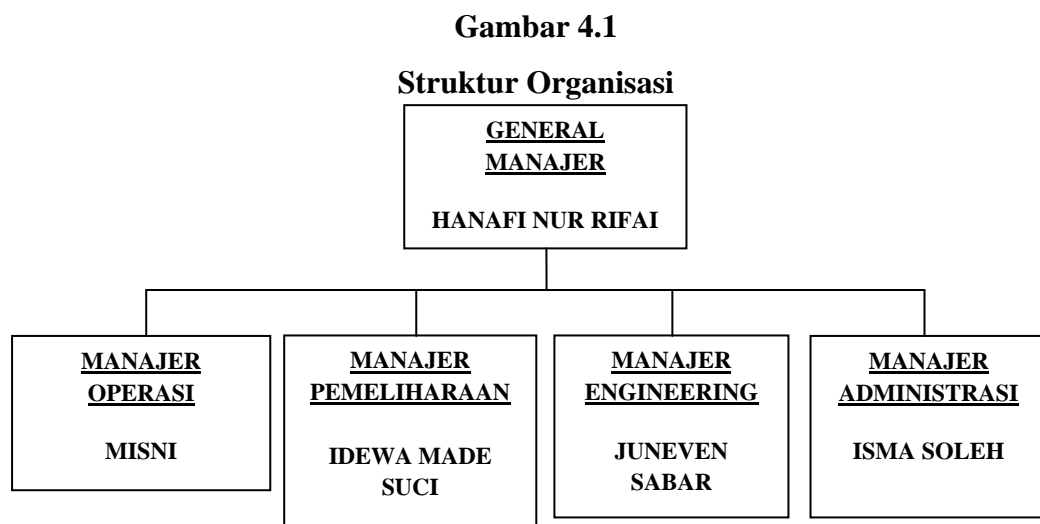 Gambar 4.1
Struktur Organisasi
GENERAL
MANAJER
HANAFI NUR RIFAI
MANAJER
OPERASI
MISNI
MANAJER
PEMELIHARAAN
IDEWA MADE
SUCI
MANAJER
ENGINEERING
JUNEVEN
SABAR
MANAJER
ADMINISTRASI
ISMA SOLEH